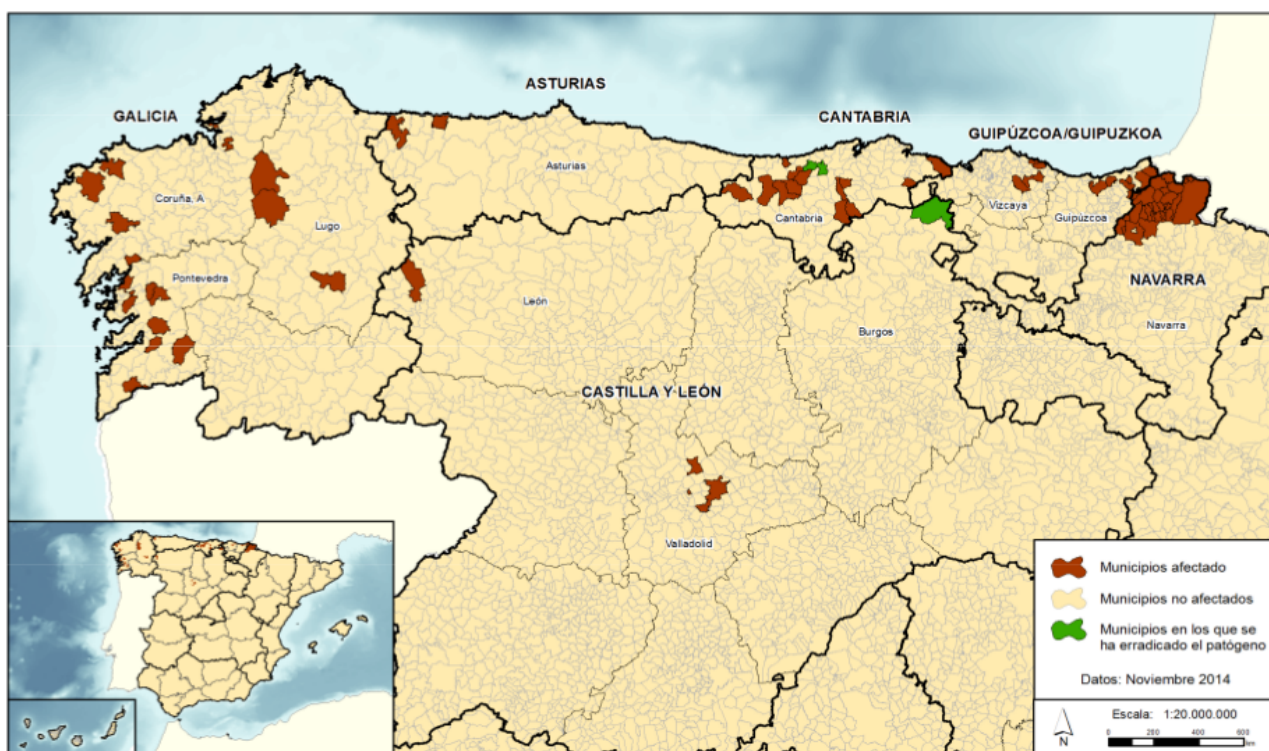 ASTURIAS
GALICIA
CANTABRIA
GUIPÚZCOA/GUIPUZKOA
Asturias
Coruña, A
Lugo
Cantabria
Vizcaya
Guipúzcoa
Pontevedra
León
NAVARRA
Burgos
Navarra
CASTILLA Y LEÓN
Valladolid
Municipios afectado
Municipios no afectados
Municipios en los que se
ha erradicado el patógeno
Datos: Noviembre 2014
Escala: 1:20.000.000
N
0 200 400 600
km